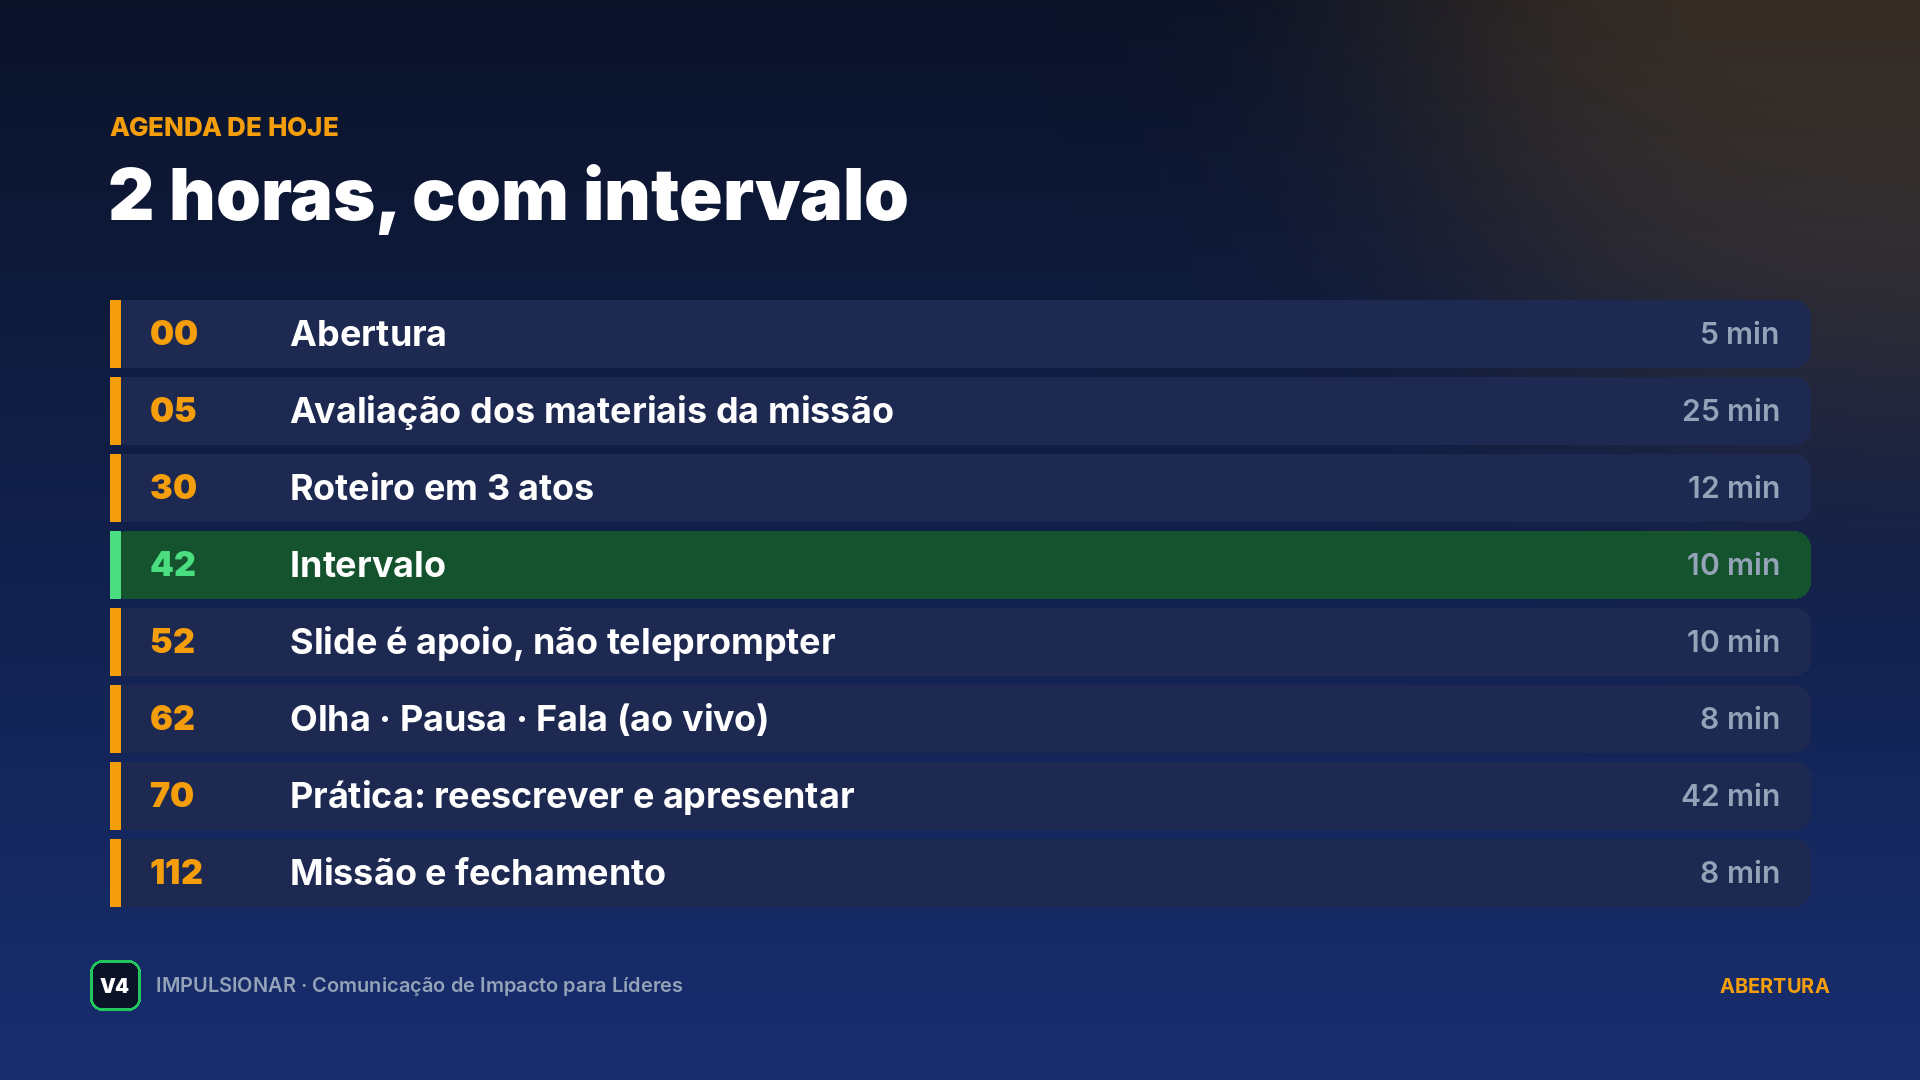 AGENDA DE HOJE
2 horas, com intervalo
00 Abertura 5 min
05 Avaliação dos materiais da missão 25 min
30 Roteiro em 3 atos 12 min
42 Intervalo 10 min
52 Slide é apoio, não teleprompter 10 min
62 Olha · Pausa · Fala (ao vivo) 8 min
70 Prática: reescrever e apresentar 42 min
112 Missão e fechamento 8 min
V4 IMPULSIONAR · Comunicação de Impacto para Líderes ABERTURA